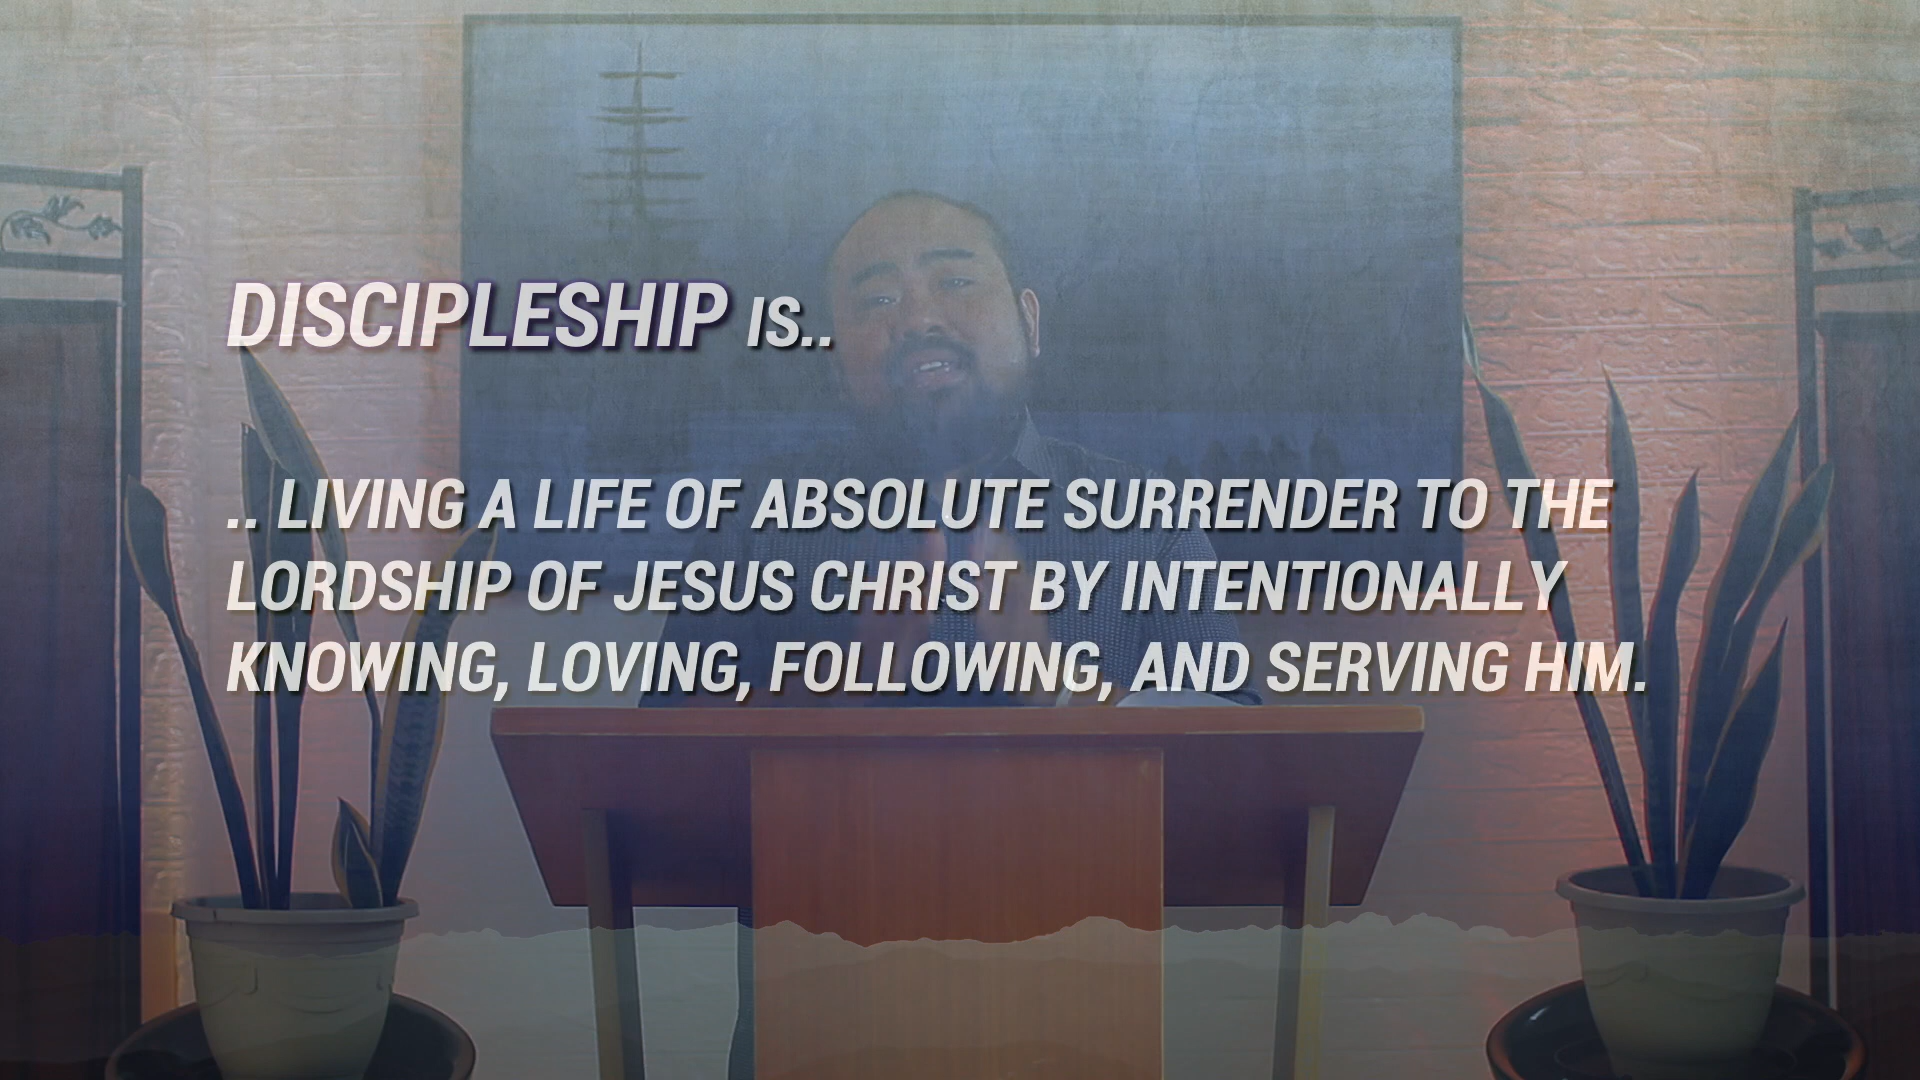 DISCIPLESHIP IS..
.. LIVING A LIFE OF ABSOLUTE SURRENDER TO THE
LORDSHIP OF JESUS CHRIST BY INTENTIONALLY
KNOWING, LOVING, FOLLOWING, AND SERVING HIM.